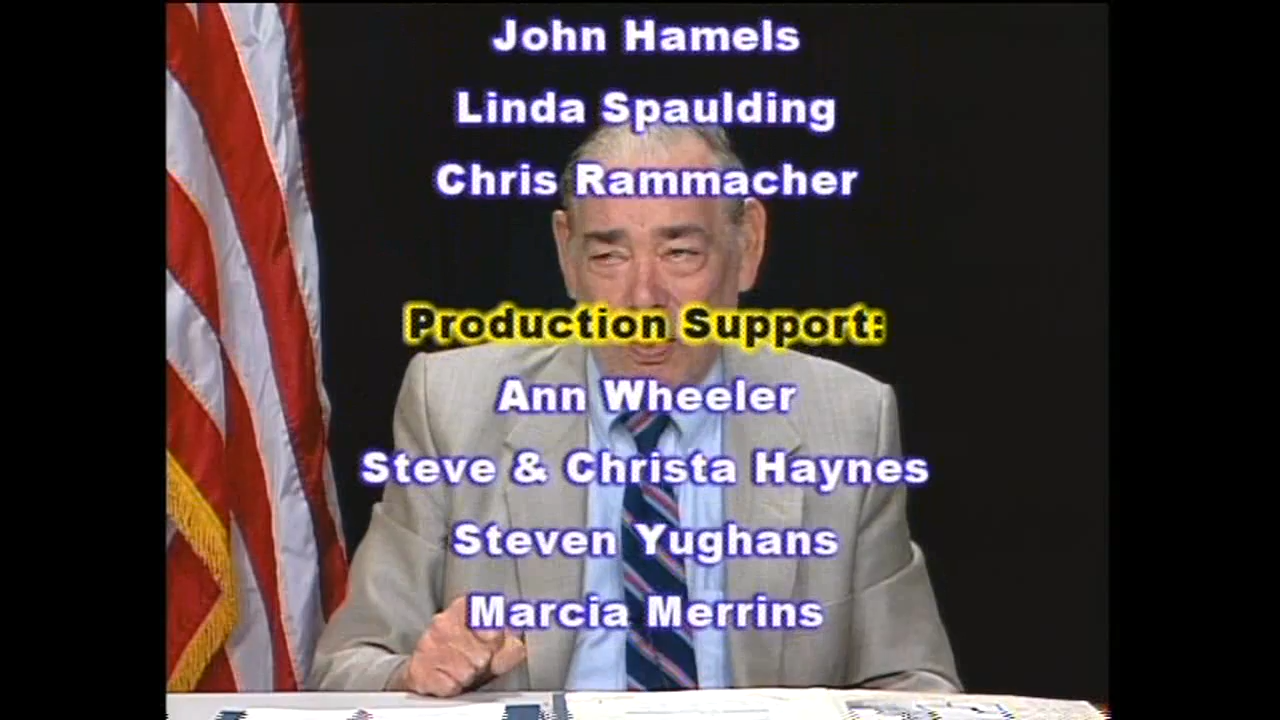 John Hamels
Linda Spaulding
Chris Rammacher
Production Support:
Ann Wheeler
Steve & Christa Haynes
Steven Yughans
Marcia Merrins